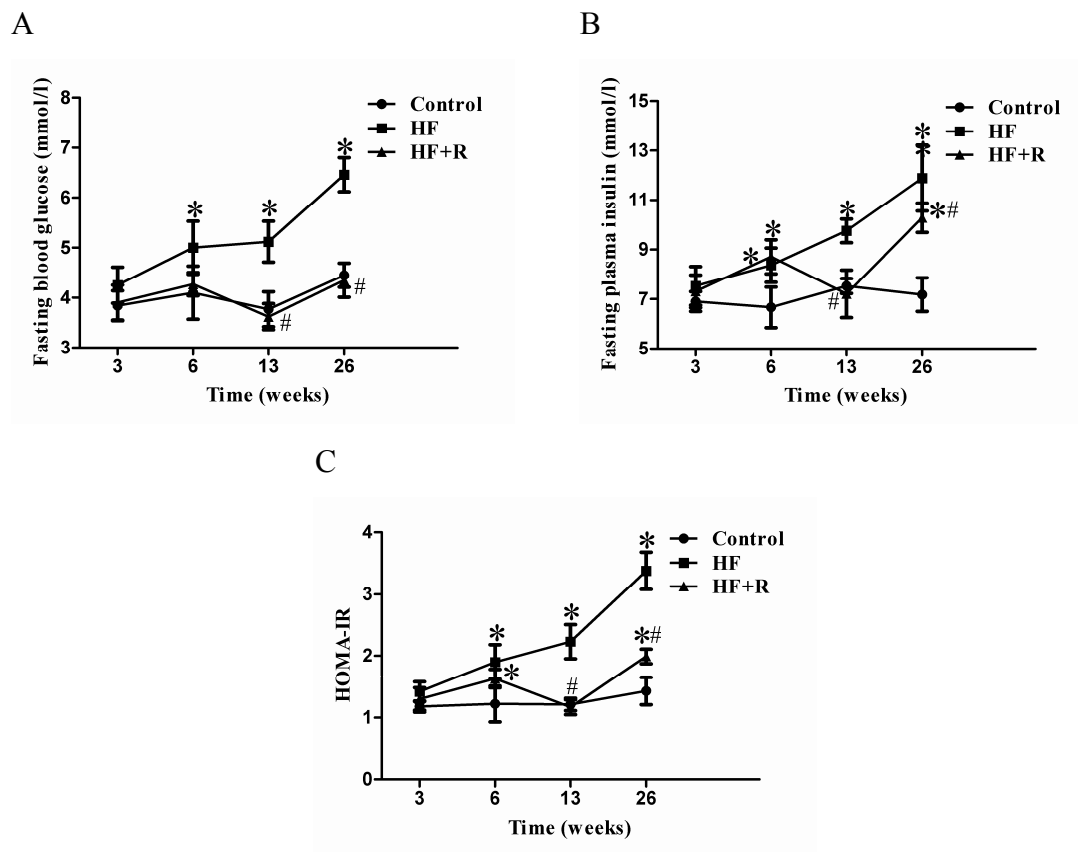 A
Fasting blood glucose (mmol/l)
8
7
6
5
4
3
3 6 13 26
Time (weeks)
Control
HF
HF+R
* * * # #
B
Fasting plasma insulin (mmol/l)
15
13
11
9
7
5
3 6 13 26
Time (weeks)
Control
HF
HF+R
* * * # * * *#
C
HOMA-IR
4
3
2
1
0
3 6 13 26
Time (weeks)
Control
HF
HF+R
* * * # * *#